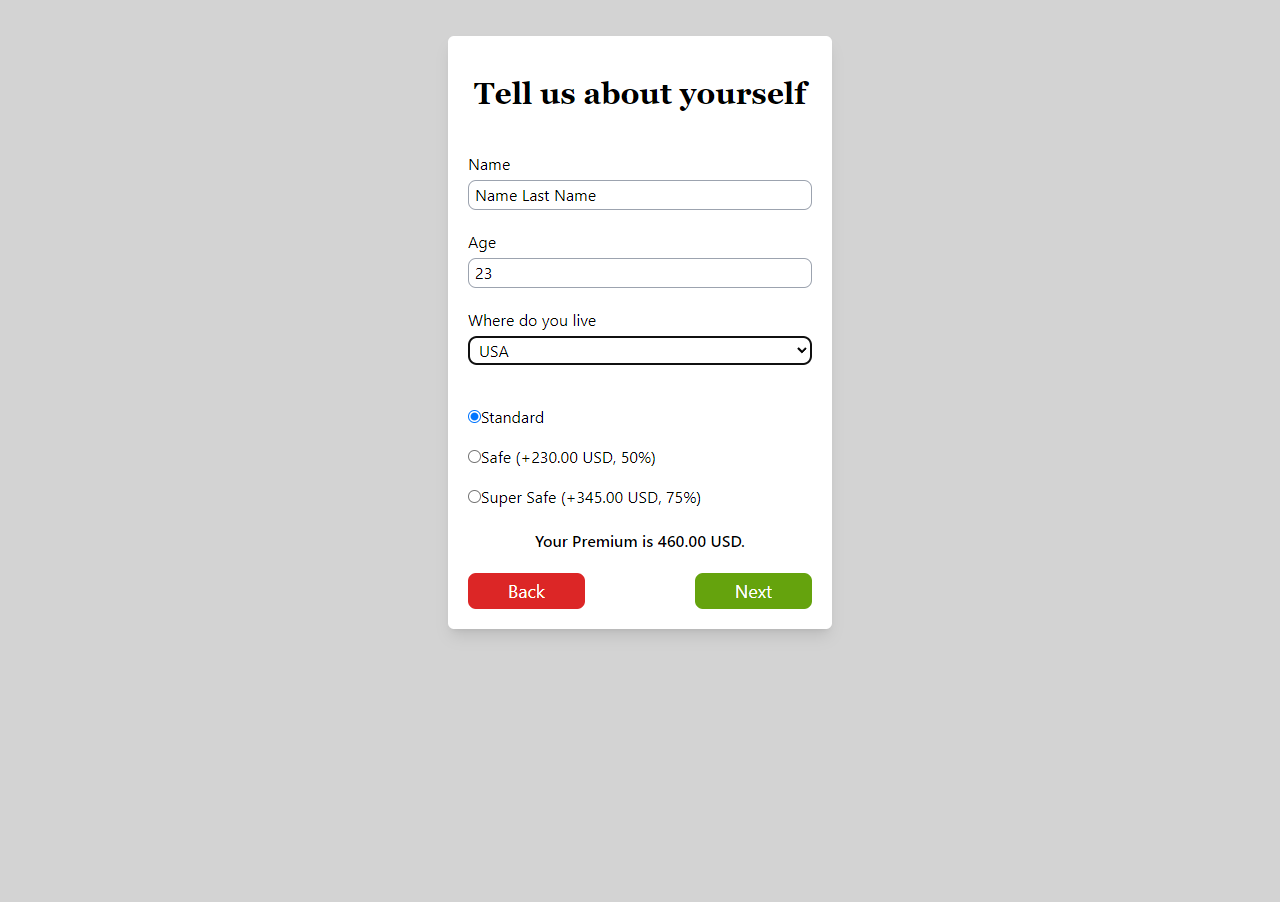 Tell us about yourself
Name
Name Last Name
Age
23
Where do you live
USA
Standard
Safe (+230.00 USD, 50%)
Super Safe (+345.00 USD, 75%)
Your Premium is 460.00 USD.
Back
Next